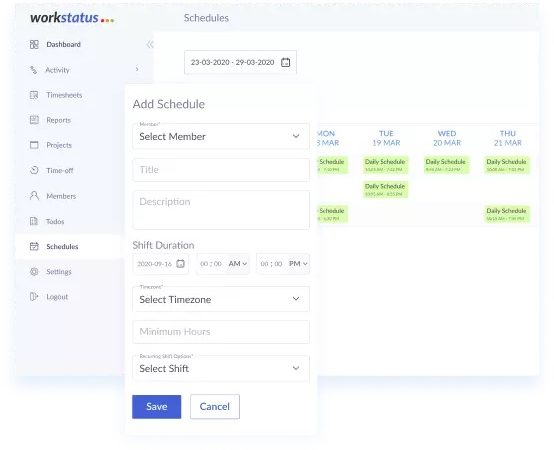 workstatus
Schedules
Dashboard
Activity
Timesheets
Reports
Projects
Time-off
Members
Todos
Schedules
Settings
Logout
23-03-2020 - 29-03-2020
MON TUE WED THU
MAR 19 MAR 20 MAR 21 MAR
Schedule Daily Schedule Daily Schedule Daily Schedule
Daily Schedule
Schedule Daily Schedule
Add Schedule
Member*
Select Member
Title
Description
Shift Duration
2020-09-16 00 : 00 AM 00 : 00 PM
Timezone*
Select Timezone
Minimum Hours
Recurring Shift Options*
Select Shift
Save Cancel